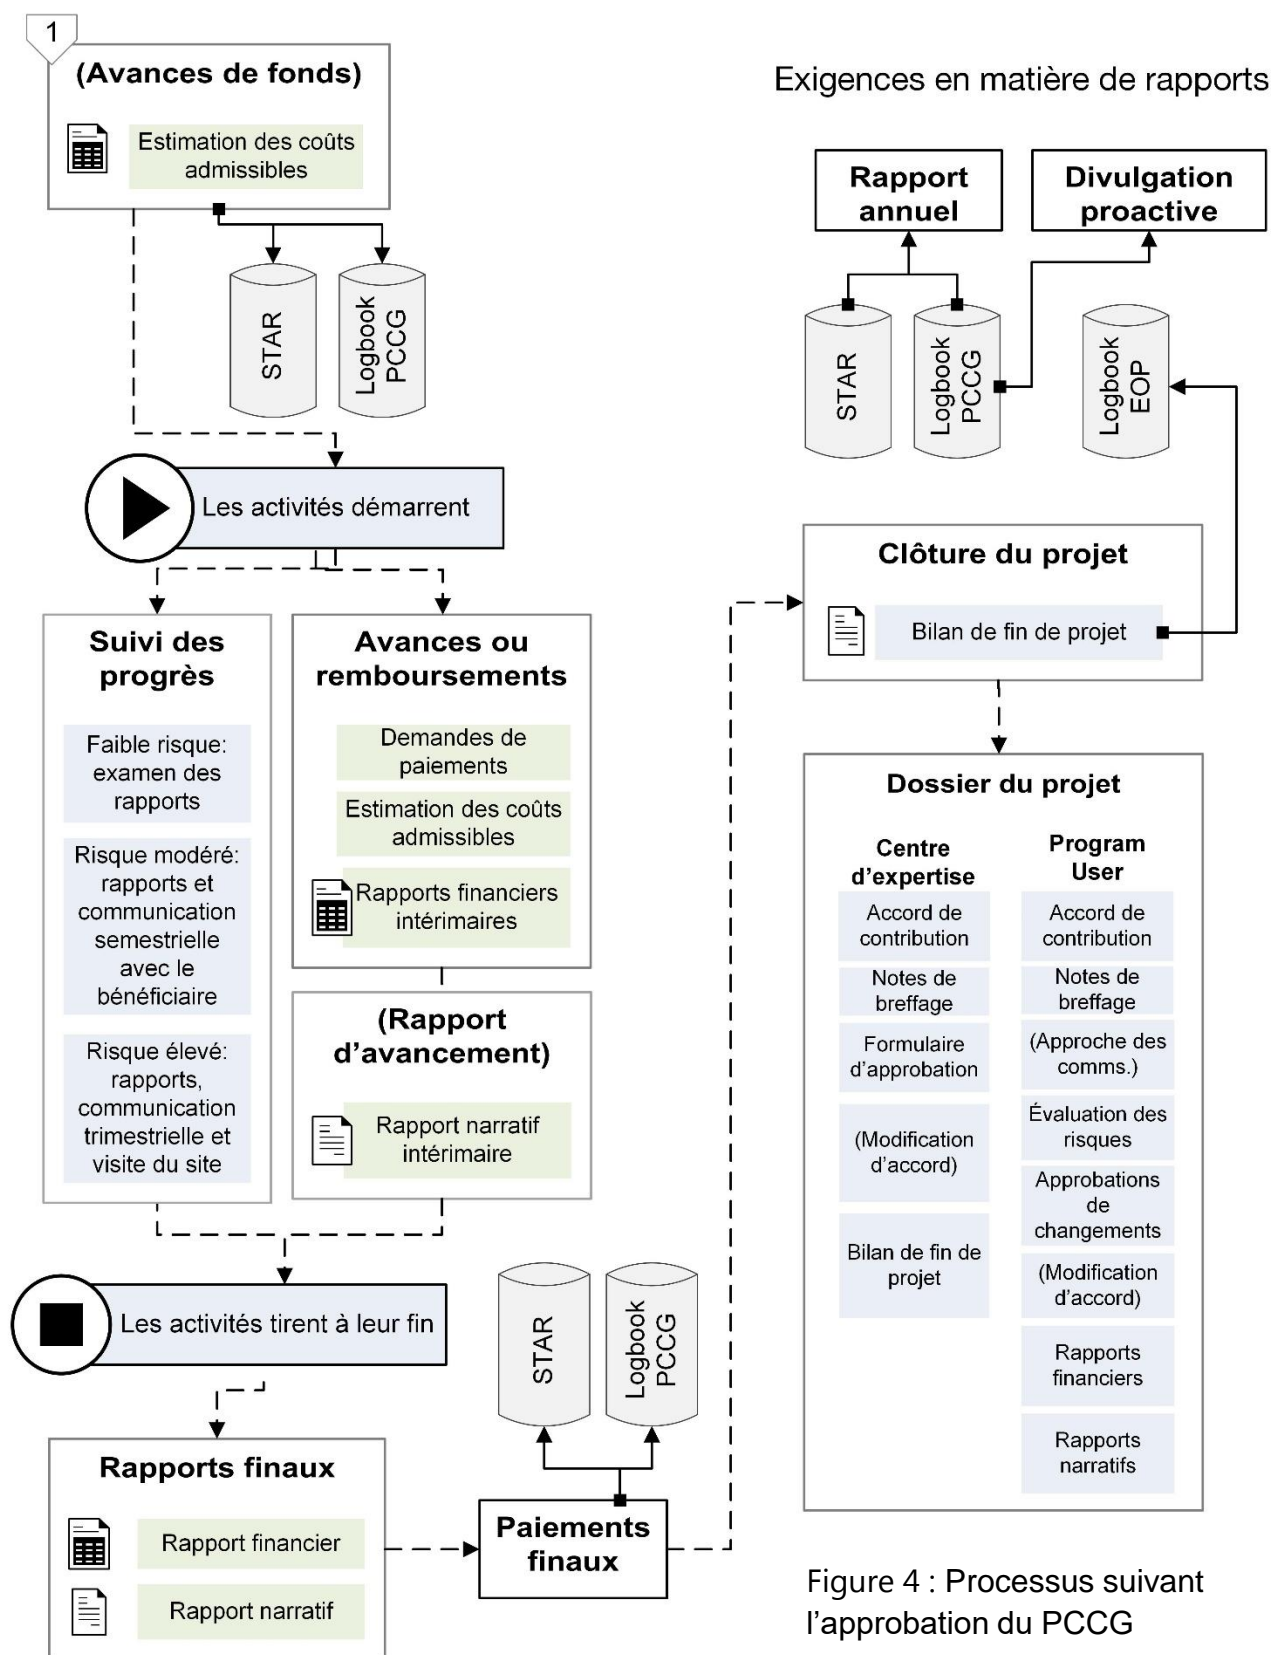 1
(Avances de fonds)
Estimation des coûts
admissibles
STAR
Logbook
PCCG
Les activités démarrent
Suivi des
progrès
Faible risque:
examen des
rapports
Risque modéré:
rapports et
communication
semestrielle
avec le
bénéficiaire
Risque élevé:
rapports,
communication
trimestrielle et
visite du site
Avances ou
remboursements
Demandes de
paiements
Estimation des coûts
admissibles
Rapports financiers
intérimaires
(Rapport
d’avancement)
Rapport narratif
intérimaire
Les activités tirent à leur fin
Rapports finaux
Rapport financier
Rapport narratif
STAR
Logbook
PCCG
Paiements
finaux
Exigences en matière de rapports
Rapport
annuel
Divulgation
proactive
STAR
Logbook
PCCG
Logbook
EOP
Clôture du projet
Bilan de fin de projet
Dossier du projet
Centre
d’expertise
Accord de
contribution
Notes de
breffage
Formulaire
d’approbation
(Modification
d’accord)
Bilan de fin de
projet
Program
User
Accord de
contribution
Notes de
breffage
(Approche des
comms.)
Évaluation des
risques
Approbations
de
changements
(Modification
d’accord)
Rapports
financiers
Rapports
narratifs
Figure 4 : Processus suivant
l’approbation du PCCG